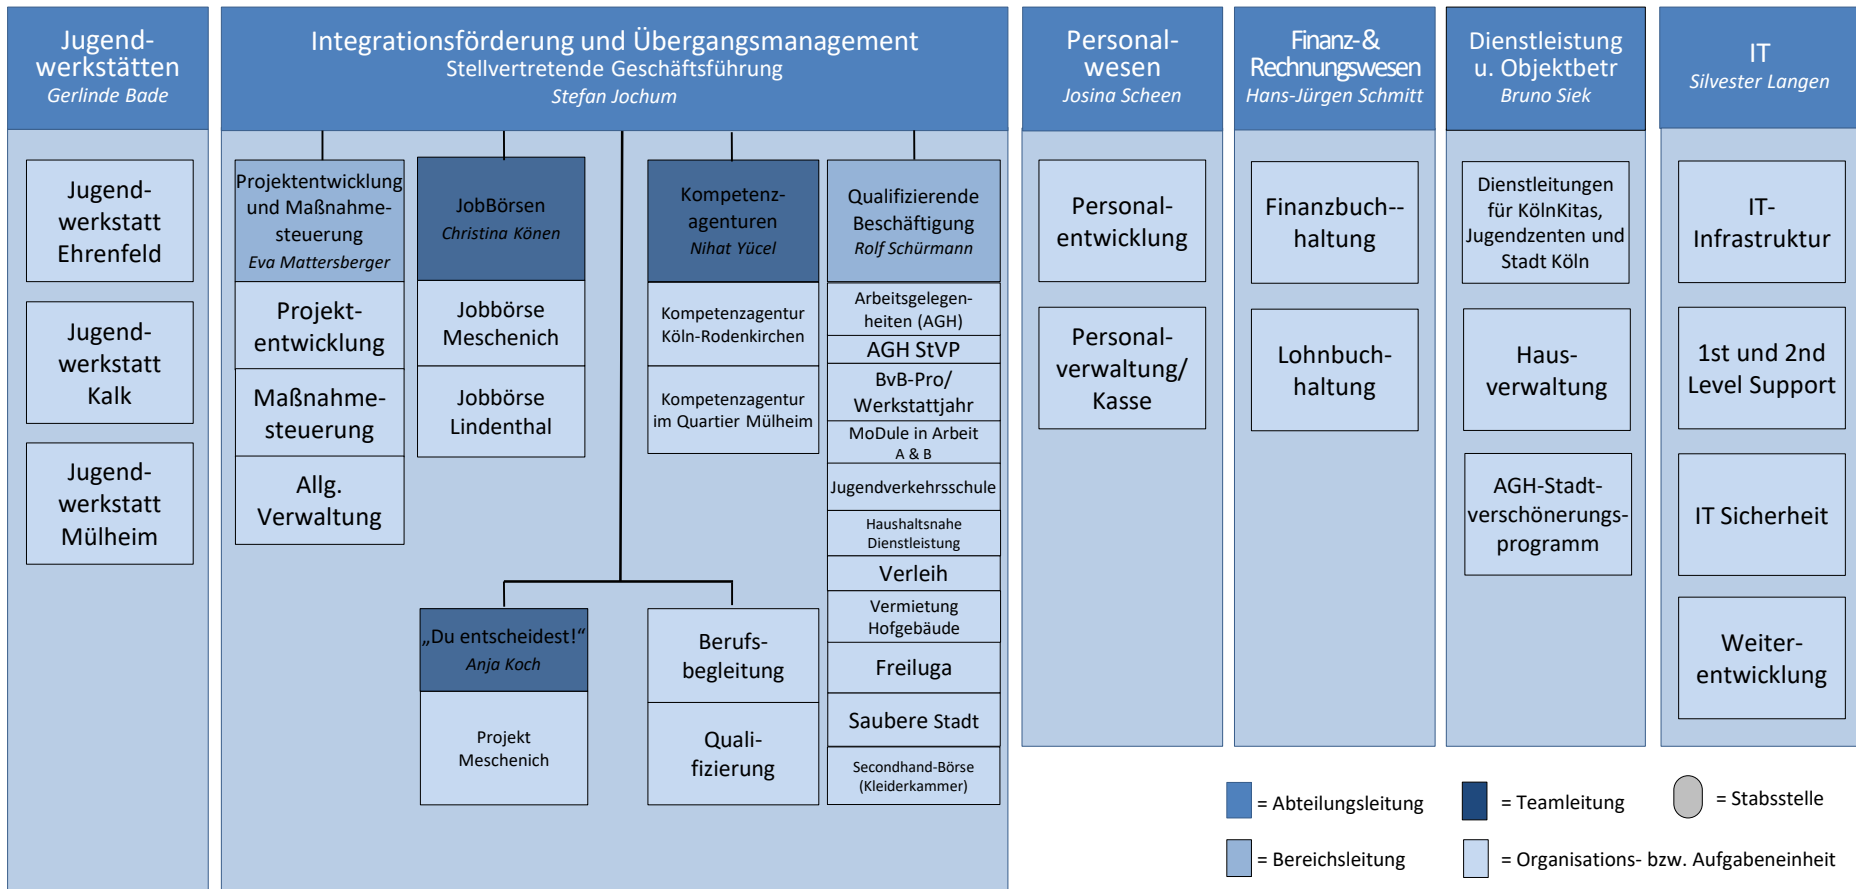 Jugend-
werkstätten
Gerlinde Bade
Jugend-
werkstatt
Ehrenfeld
Jugend-
werkstatt
Kalk
Jugend-
werkstatt
Mülheim
Integrationsförderung und Übergangsmanagement
Stellvertretende Geschäftsführung
Stefan Jochum
Projektentwicklung
und Maßnahme-
steuerung
Eva Mattersberger
Projekt-
entwicklung
Maßnahme-
steuerung
Allg.
Verwaltung
JobBörsen
Christina Könen
Jobbörse
Meschenich
Jobbörse
Lindenthal
Kompetenz-
agenturen
Nihat Yücel
Kompetenzagentur
Köln-Rodenkirchen
Kompetenzagentur
im Quartier Mülheim
Qualifizierende
Beschäftigung
Rolf Schürmann
Arbeitsgelegen-
heiten (AGH)
AGH StVP
BvB-Pro/
Werkstattjahr
MoDule in Arbeit
A & B
Jugendverkehrsschule
Haushaltsnahe
Dienstleistung
Verleih
Vermietung
Hofgebäude
Freiluga
Saubere Stadt
Secondhand-Börse
(Kleiderkammer)
„Du entscheidest!“
Anja Koch
Projekt
Meschenich
Berufs-
begleitung
Quali-
fizierung
Personal-
wesen
Josina Scheen
Personal-
entwicklung
Personal-
verwaltung/
Kasse
Finanz-&
Rechnungswesen
Hans-Jürgen Schmitt
Finanzbuch--
haltung
Lohnbuch-
haltung
Dienstleistung
u. Objektbetr
Bruno Siek
Dienstleitungen
für KölnKitas,
Jugendzenten und
Stadt Köln
Haus-
verwaltung
AGH-Stadt-
verschönerungs-
programm
IT
Silvester Langen
IT-
Infrastruktur
1st und 2nd
Level Support
IT Sicherheit
Weiter-
entwicklung
= Abteilungsleitung
= Teamleitung
= Stabsstelle
= Bereichsleitung
= Organisations- bzw. Aufgabeneinheit